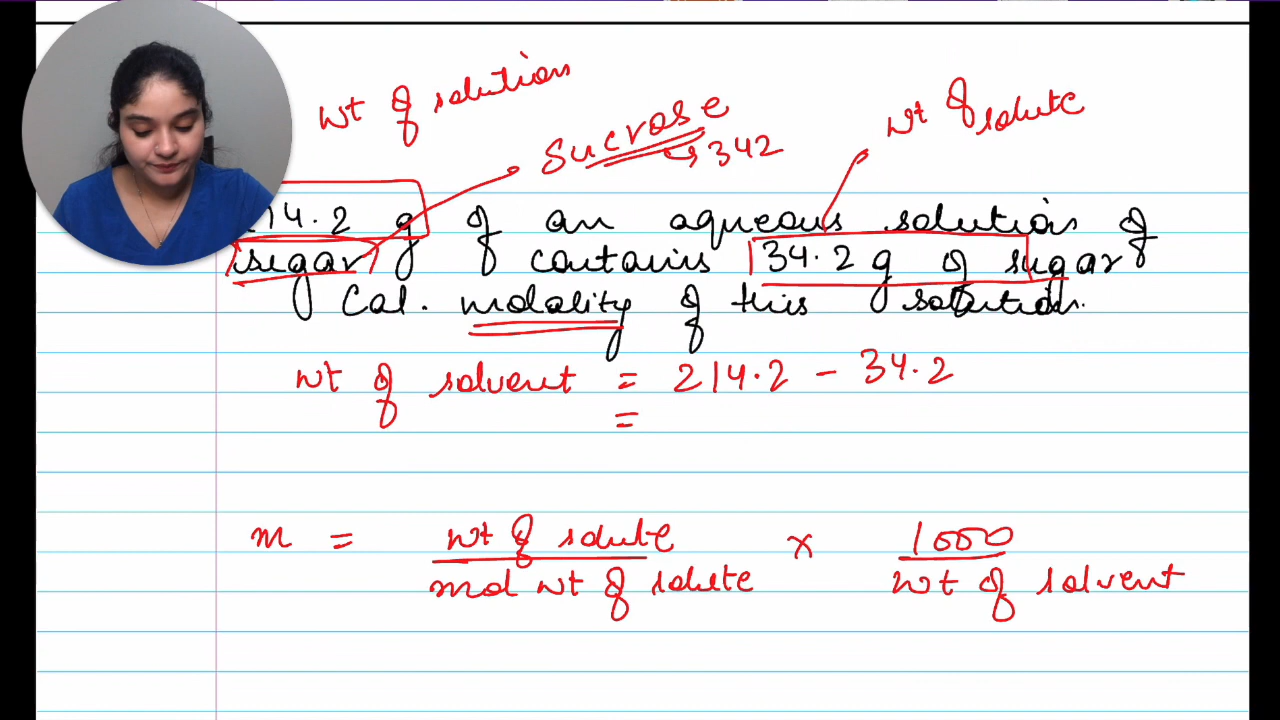 wt of solution
wt of solute
Sucrose
342
14.2 g of an aqueous solution of
sugar of contains 34.2 g of sugar
Cal. molality of this solution.
wt of solvent = 214.2 - 34.2
=
m = wt of solute × 1000
mol wt of solute wt of solvent